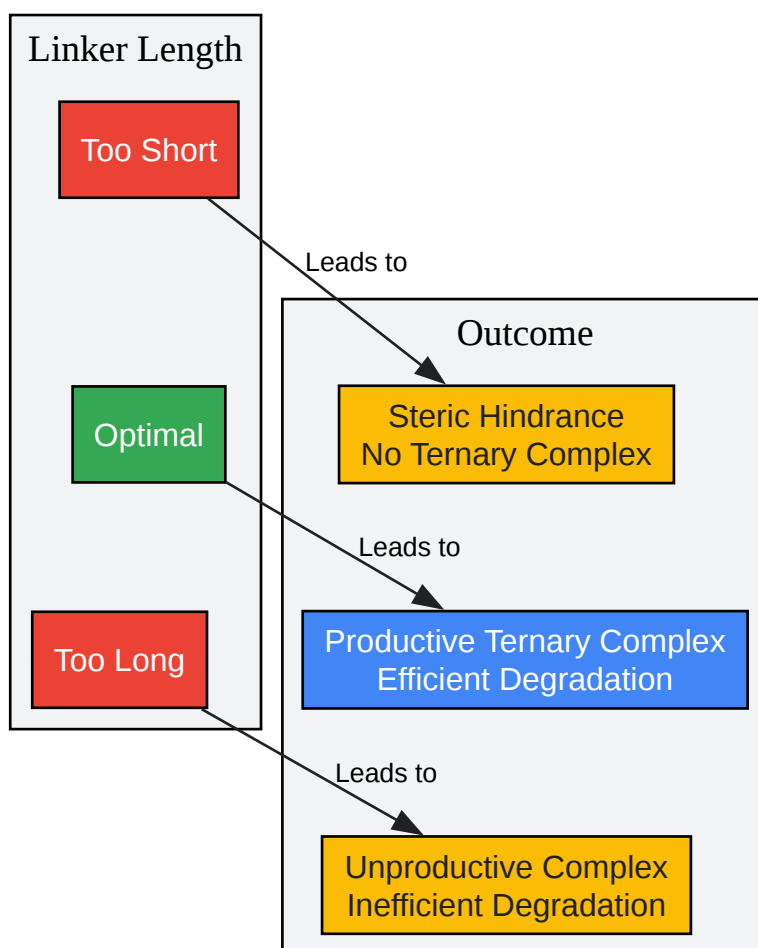 Linker Length
Too Short
Leads to
Outcome
Steric Hindrance
No Ternary Complex
Optimal
Leads to
Productive Ternary Complex
Efficient Degradation
Too Long
Leads to
Unproductive Complex
Inefficient Degradation